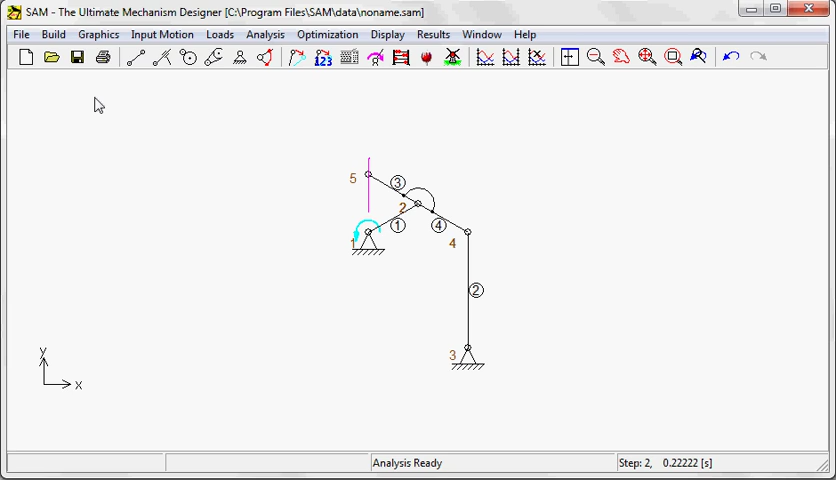 SAM - The Ultimate Mechanism Designer [C:\Program Files\SAM\data\noname.sam]
File Build Graphics Input Motion Loads Analysis Optimization Display Results Window Help
123
5 3
2
1 4
1 4
2
3
y
x
Analysis Ready Step: 2, 0.22222 [s]